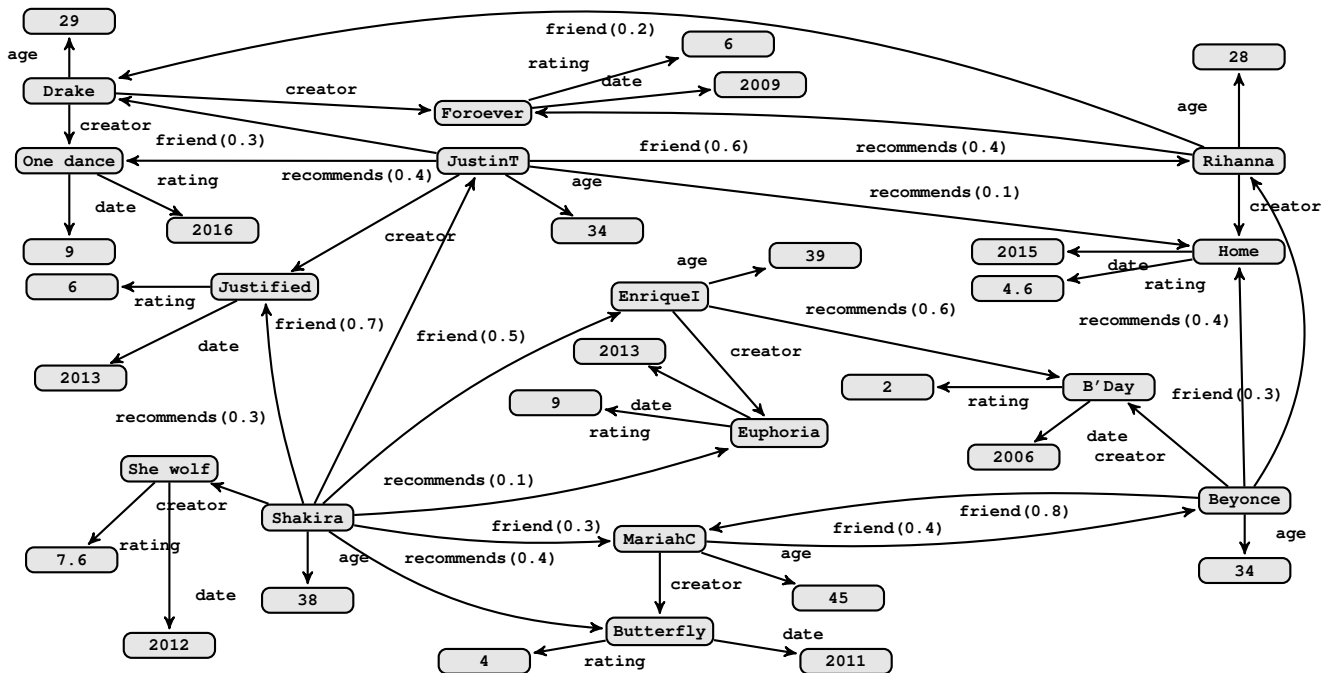 29
friend(0.2)
6
age
rating
28
date
2009
Drake
creator
Foroever
age
creator
friend(0.3)
friend(0.6)
recommends(0.4)
One dance
JustinT
Rihanna
rating
recommends(0.4)
age
recommends(0.1)
date
creator
2016
34
creator
9
39
2015
Home
age
date
6
Justified
4.6
rating
rating
EnriqueI
recommends(0.6)
friend(0.7)
friend(0.5)
recommends(0.4)
date
2013
creator
2013
2
B'Day
friend(0.3)
9
date
rating
recommends(0.3)
rating
Euphoria
date
creator
2006
She wolf
recommends(0.1)
creator
Shakira
Beyonce
friend(0.3)
friend(0.4)
friend(0.8)
rating
age
recommends(0.4)
MariahC
age
age
7.6
34
creator
date
38
45
2012
Butterfly
date
4
rating
2011